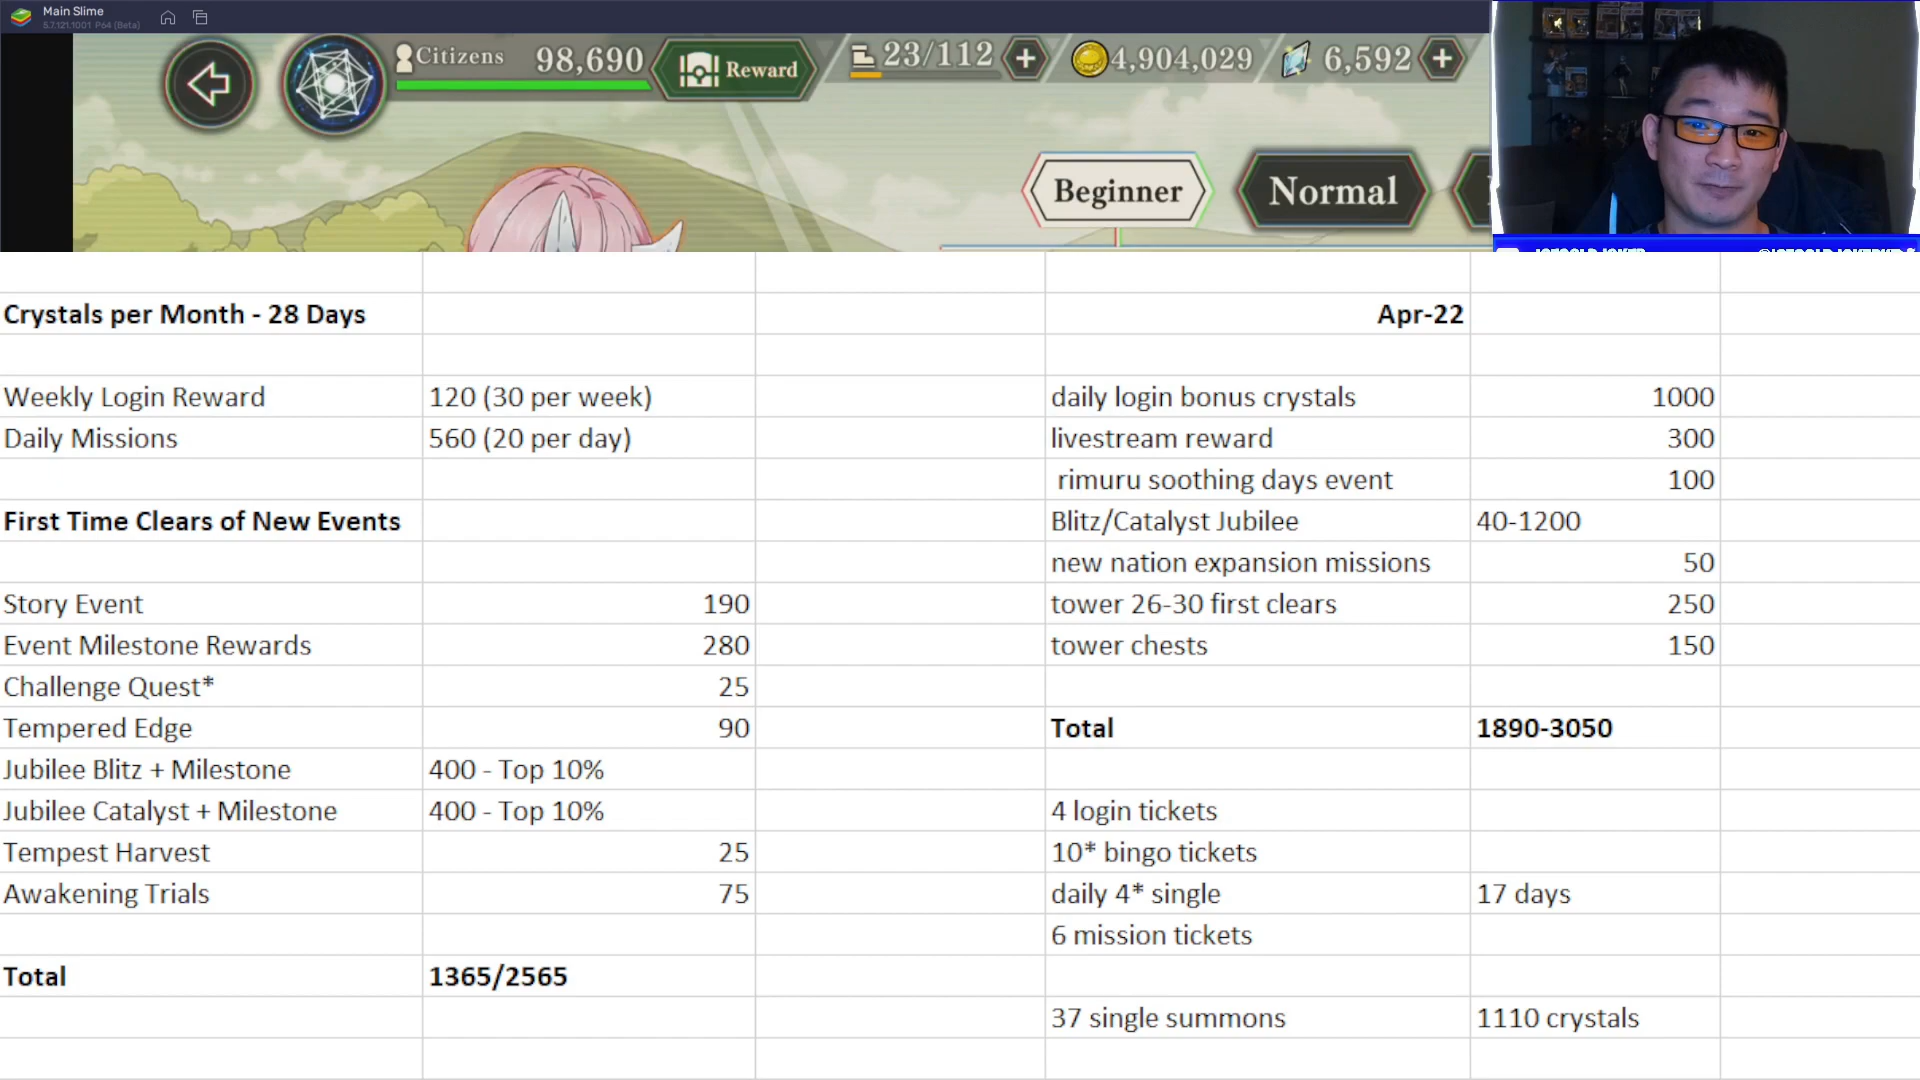 Main Slime
5.7.121.1001 P64 (Beta)
Citizens 98,690
Reward
23/112
4,904,029
6,592
Beginner
Normal
Crystals per Month - 28 Days
Apr-22
Weekly Login Reward 120 (30 per week) daily login bonus crystals 1000
Daily Missions 560 (20 per day) livestream reward 300
rimuru soothing days event 100
First Time Clears of New Events Blitz/Catalyst Jubilee 40-1200
new nation expansion missions 50
Story Event 190 tower 26-30 first clears 250
Event Milestone Rewards 280 tower chests 150
Challenge Quest* 25
Tempered Edge 90 Total 1890-3050
Jubilee Blitz + Milestone 400 - Top 10%
Jubilee Catalyst + Milestone 400 - Top 10% 4 login tickets
Tempest Harvest 25 10* bingo tickets
Awakening Trials 75 daily 4* single 17 days
6 mission tickets
Total 1365/2565
37 single summons 1110 crystals